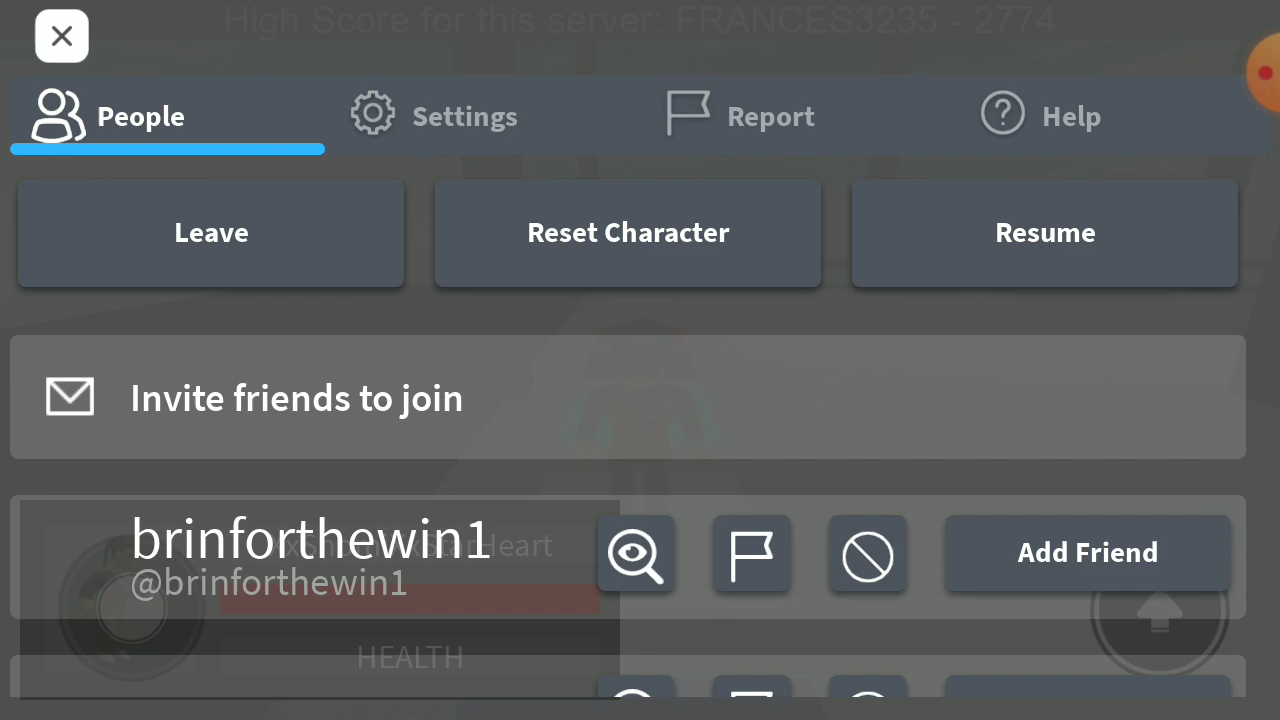 High Score for this server: FRANCES3235 - 2774
People
Settings
Report
Help
Leave
Reset Character
Resume
Invite friends to join
brinforthewin1
@brinforthewin1
HEALTH
Add Friend